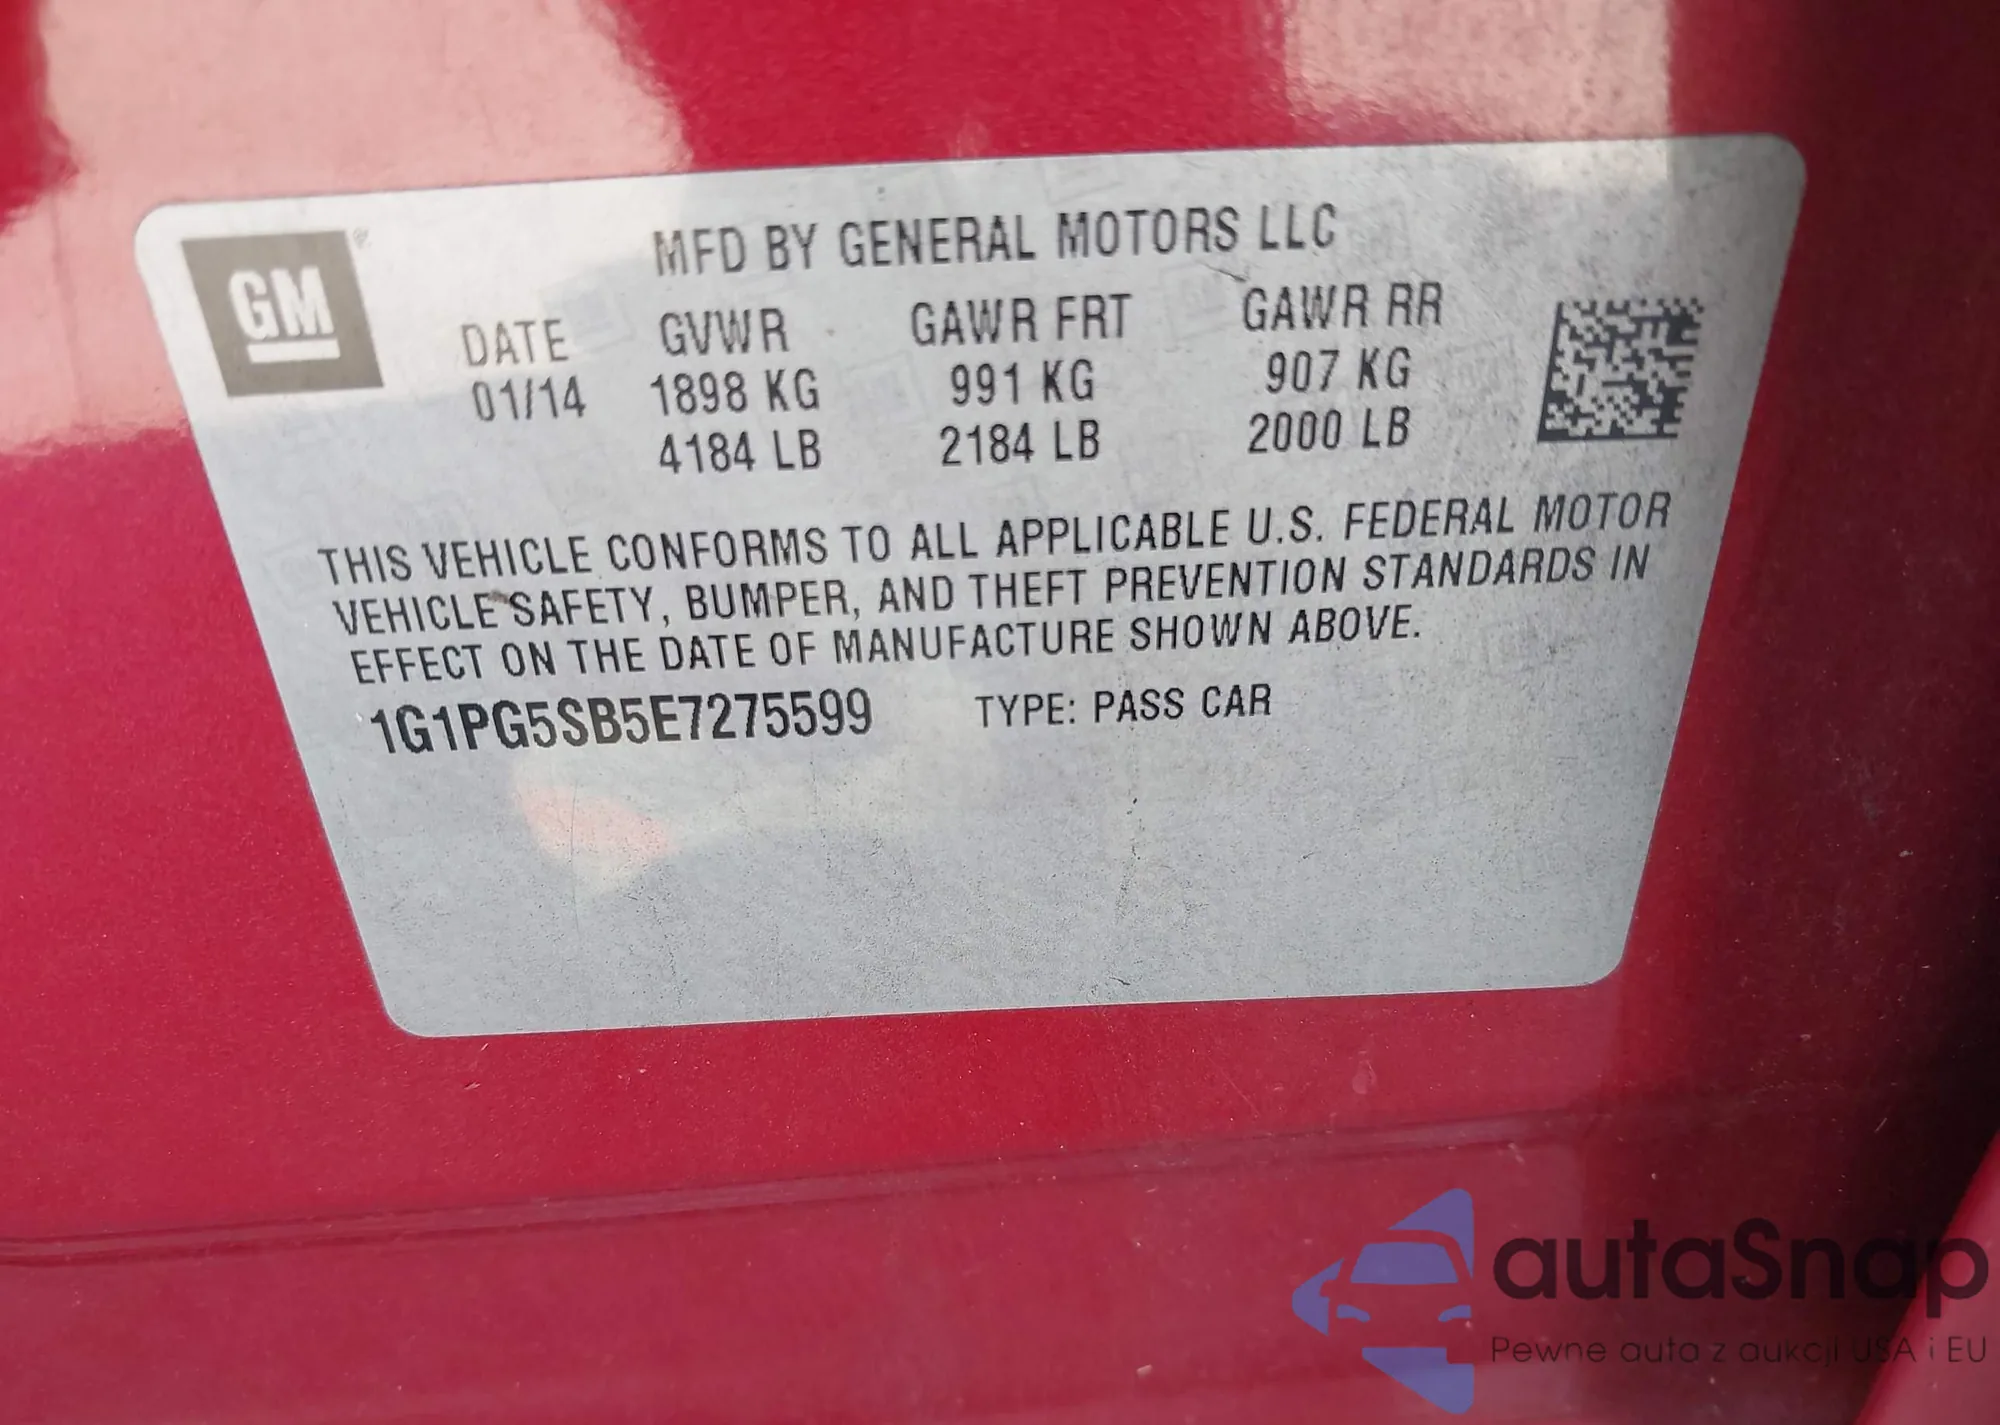 GM
MFD BY GENERAL MOTORS LLC
DATE GVWR GAWR FRT GAWR RR
01/14 1898 KG 991 KG 907 KG
4184 LB 2184 LB 2000 LB
THIS VEHICLE CONFORMS TO ALL APPLICABLE U.S. FEDERAL MOTOR
VEHICLE SAFETY, BUMPER, AND THEFT PREVENTION STANDARDS IN
EFFECT ON THE DATE OF MANUFACTURE SHOWN ABOVE.
1G1PG5SB5E7275599 TYPE: PASS CAR
autaSnap
Pewne auta z aukcji USA i EU